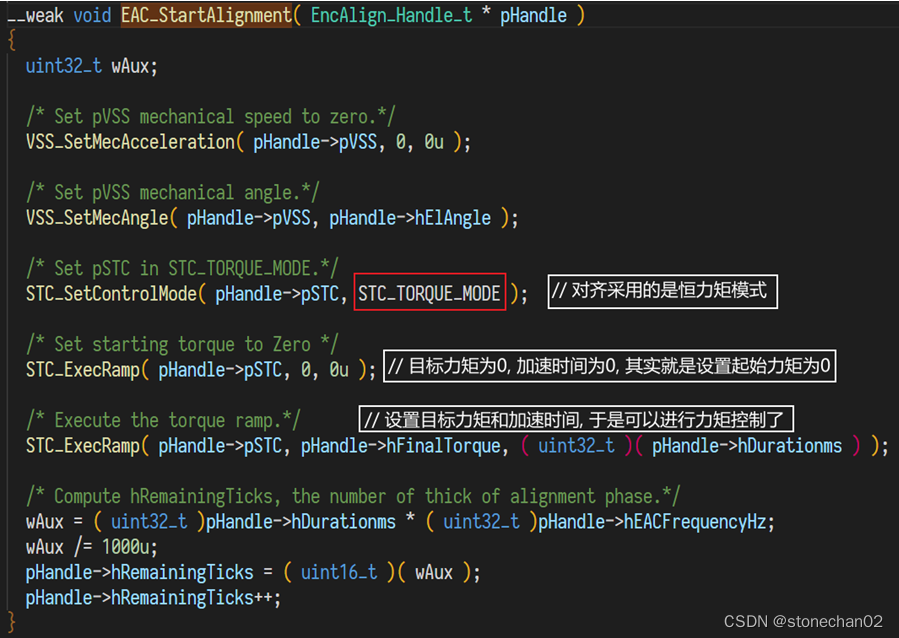 __weak void EAC_StartAlignment( EncAlign_Handle_t * pHandle )
{
uint32_t wAux;
/* Set pVSS mechanical speed to zero.*/
VSS_SetMecAcceleration( pHandle->pVSS, 0, 0u );
/* Set pVSS mechanical angle.*/
VSS_SetMecAngle( pHandle->pVSS, pHandle->hElAngle );
/* Set pSTC in STC_TORQUE_MODE.*/
STC_SetControlMode( pHandle->pSTC, STC_TORQUE_MODE ); // 对齐采用的是恒力矩模式
/* Set starting torque to Zero */
STC_ExecRamp( pHandle->pSTC, 0, 0u ); // 目标力矩为0, 加速时间为0, 其实就是设置起始力矩为0
/* Execute the torque ramp.*/ // 设置目标力矩和加速时间, 于是可以进行力矩控制了
STC_ExecRamp( pHandle->pSTC, pHandle->hFinalTorque, ( uint32_t )( pHandle->hDurationms ) );
/* Compute hRemainingTicks, the number of thick of alignment phase.*/
wAux = ( uint32_t )pHandle->hDurationms * ( uint32_t )pHandle->hEACFrequencyHz;
wAux /= 1000u;
pHandle->hRemainingTicks = ( uint16_t )( wAux );
pHandle->hRemainingTicks++;
}
CSDN @stonechan02